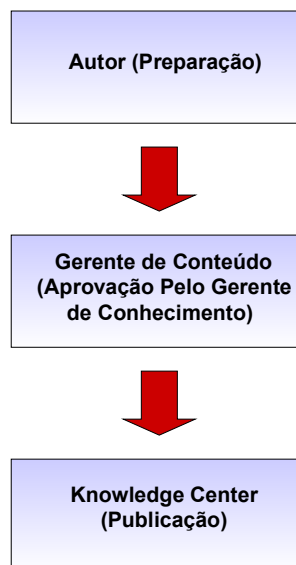 Autor (Preparação)
Gerente de Conteúdo
(Aprovação Pelo Gerente
de Conhecimento)
Knowledge Center
(Publicação)